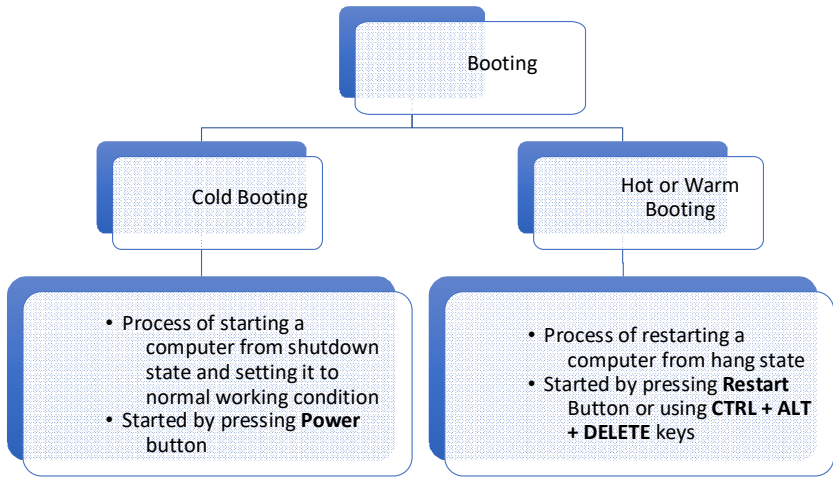 Booting
Cold Booting
Hot or Warm
Booting
• Process of starting a
computer from shutdown
state and setting it to
normal working condition
• Started by pressing Power
button
• Process of restarting a
computer from hang state
• Started by pressing Restart
Button or using CTRL + ALT
+ DELETE keys